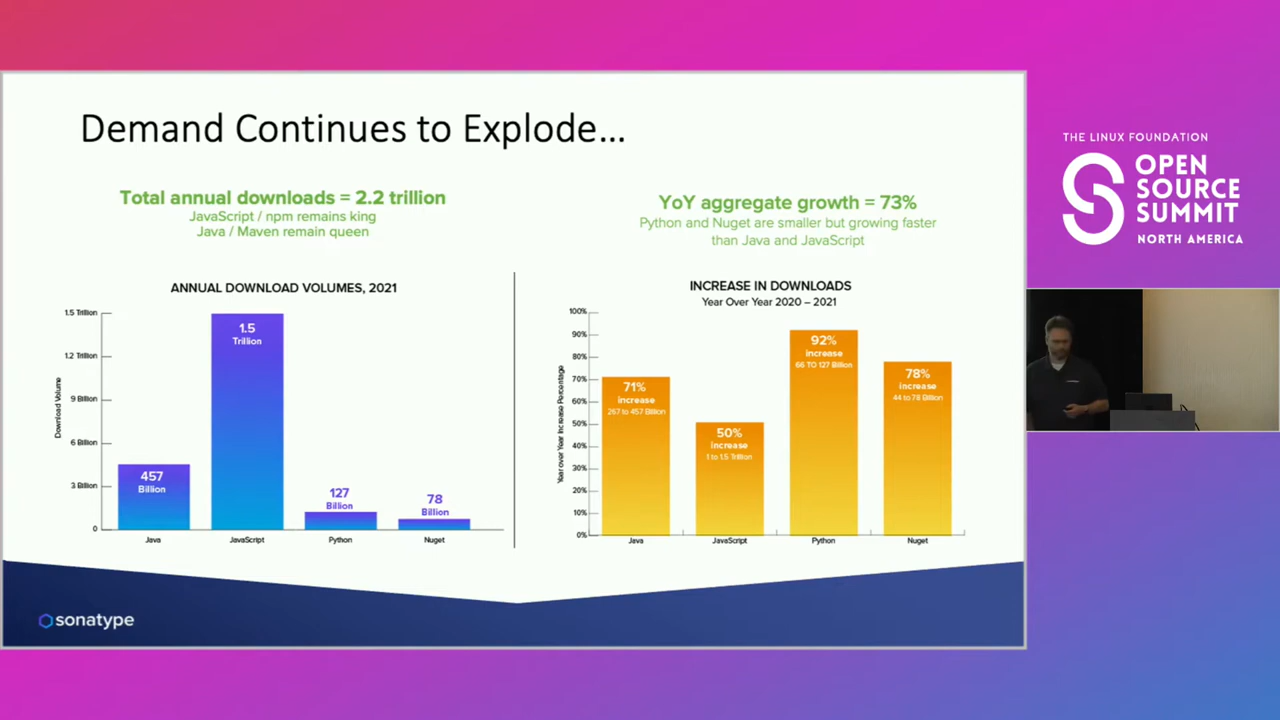 Demand Continues to Explode...
Total annual downloads = 2.2 trillion
JavaScript / npm remains king
Java / Maven remain queen
ANNUAL DOWNLOAD VOLUMES, 2021
Download Volume
1.5 Trillion
1.2 Trillion
9 Billion
6 Billion
3 Billion
0
457
Billion
1.5
Trillion
127
Billion
78
Billion
Java
JavaScript
Python
Nuget
YoY aggregate growth = 73%
Python and Nuget are smaller but growing faster
than Java and JavaScript
INCREASE IN DOWNLOADS
Year Over Year 2020 – 2021
Year over Year Increase Percentage
100%
90%
80%
70%
60%
50%
40%
30%
20%
10%
0%
71%
increase
267 to 457 Billion
50%
increase
1 to 1.5 Trillion
92%
increase
66 TO 127 Billion
78%
increase
44 to 78 Billion
Java
JavaScript
Python
Nuget
sonatype
THE LINUX FOUNDATION
OPEN
SOURCE
SUMMIT
NORTH AMERICA